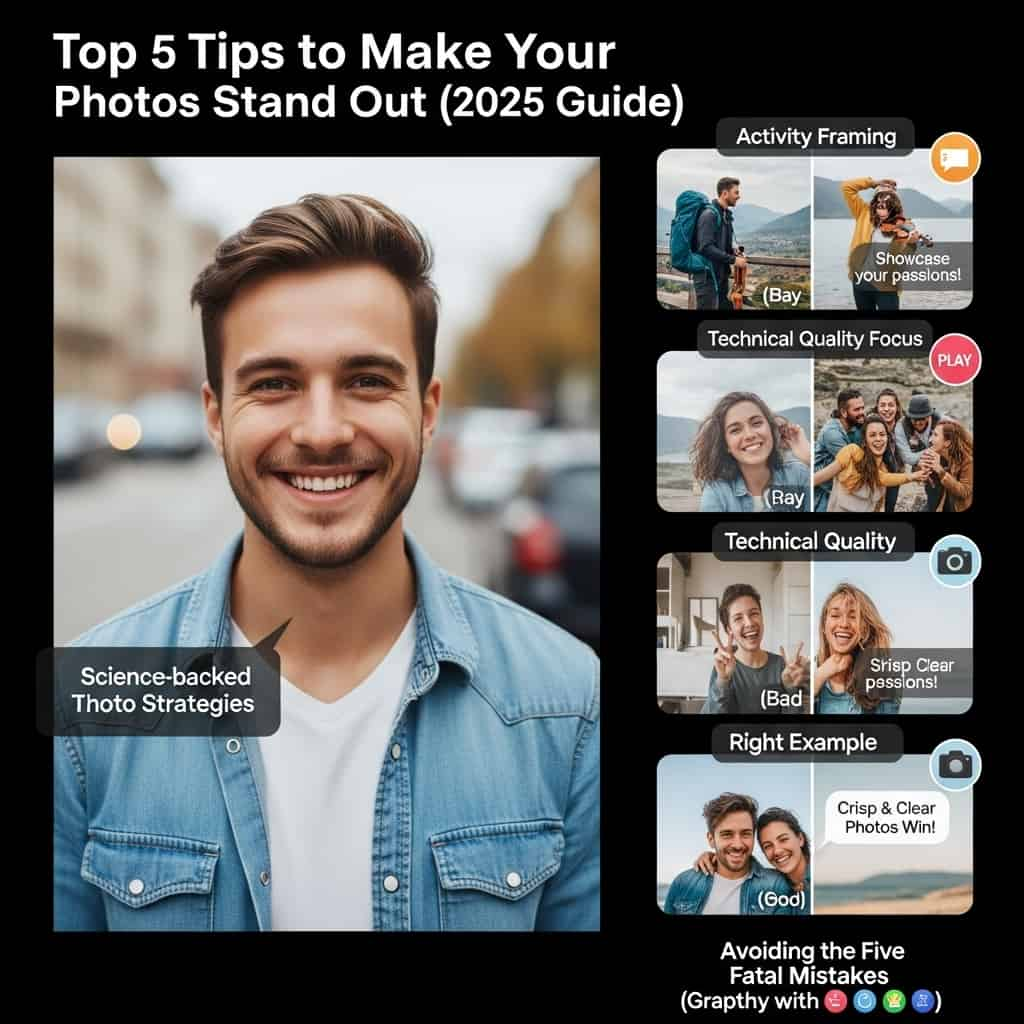 Top 5 Tips to Make Your
Photos Stand Out (2025 Guide)
Science-backed
Thoto Strategies
Activity Framing
(Bay
Showcase
your passions!
Technical Quality Focus
PLAY
(Ray
Technical Quality
(Bad
Srisp Clear
passions!
Right Example
Crisp & Clear
Photos Win!
(God)
Avoiding the Five
Fatal Mistakes
(Grapthy with )